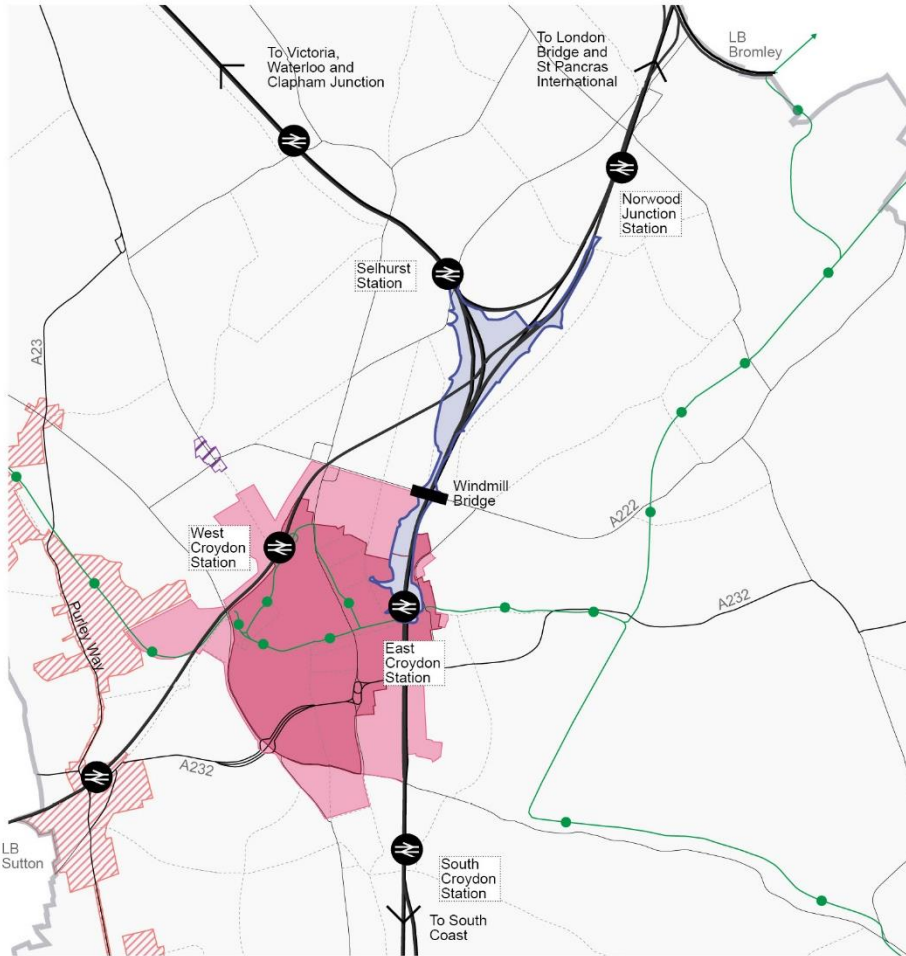 To Victoria,
Waterloo and
Clapham Junction
To London
Bridge and
St Pancras
International
LB
Bromley
Norwood
Junction
Station
Selhurst
Station
A23
Windmill
Bridge
A222
West
Croydon
Station
Purley Way
A232
East
Croydon
Station
A232
LB
Sutton
South
Croydon
Station
To South
Coast